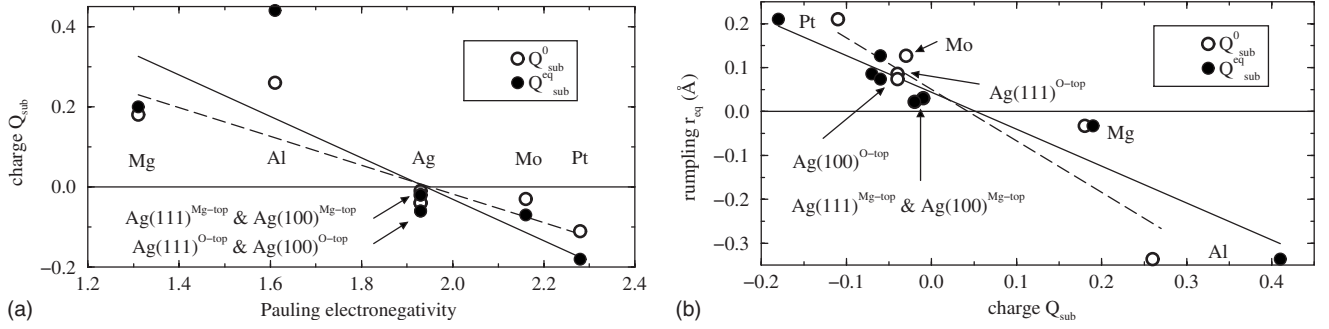 0.4
0.2
0.0
−0.2
charge Q_sub
Q^0_sub
Q^eq_sub
Mg
Al
Ag
Mo
Pt
Ag(111)^Mg−top & Ag(100)^Mg−top
Ag(111)^O−top & Ag(100)^O−top
1.2 1.4 1.6 1.8 2.0 2.2 2.4
(a)
Pauling electronegativity
0.2
0.1
0.0
−0.1
−0.2
−0.3
rumpling r_eq (Å)
Pt
Mo
Q^0_sub
Q^eq_sub
Ag(111)^O−top
Mg
Ag(100)^O−top
Ag(111)^Mg−top & Ag(100)^Mg−top
Al
−0.2 −0.1 0.0 0.1 0.2 0.3 0.4
(b)
charge Q_sub